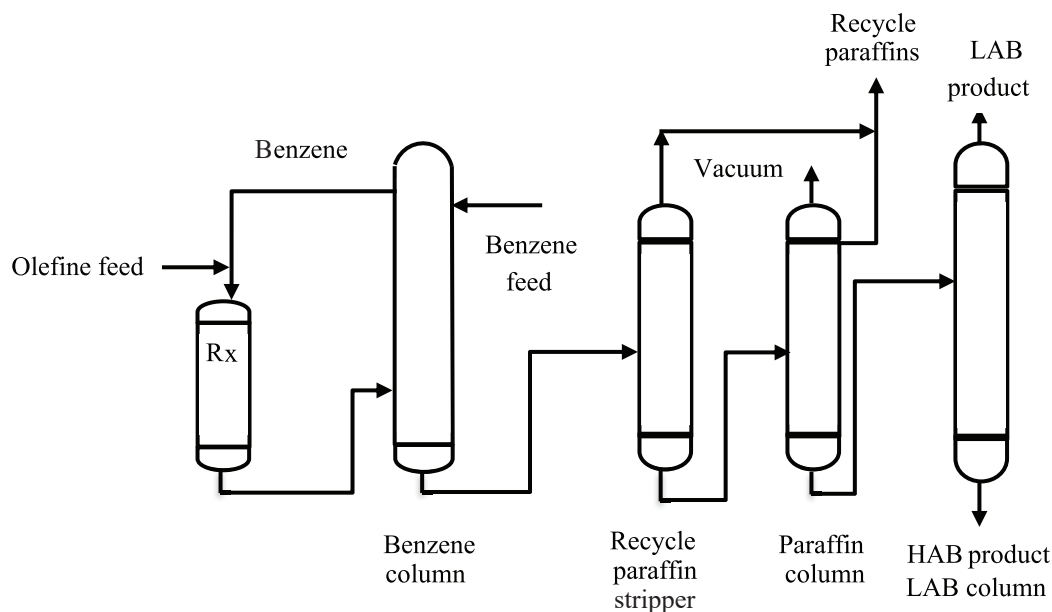 Recycle
paraffins
LAB
product
Benzene
Vacuum
Benzene
feed
Olefine feed
Rx
Benzene
column
Recycle
paraffin
stripper
Paraffin
column
HAB product
LAB column